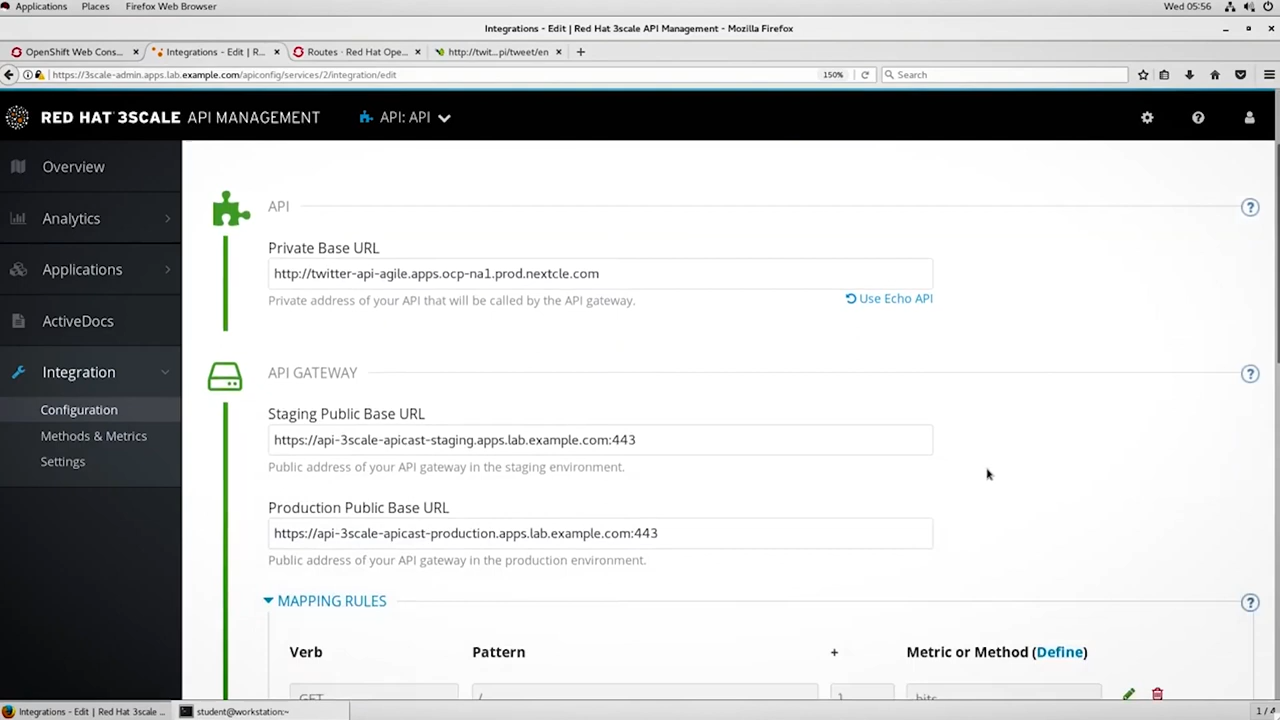 Applications Places Firefox Web Browser Wed 05:56
Integrations - Edit | Red Hat 3scale API Management - Mozilla Firefox
OpenShift Web Cons... × Integrations - Edit | R... × Routes · Red Hat Ope... × http://twit...pi/tweet/en × +
https://3scale-admin.apps.lab.example.com/apiconfig/services/2/integration/edit 150% Search
RED HAT 3SCALE API MANAGEMENT API: API
Overview
Analytics
Applications
ActiveDocs
Integration
Configuration
Methods & Metrics
Settings
API
Private Base URL
http://twitter-api-agile.apps.ocp-na1.prod.nextcle.com
Private address of your API that will be called by the API gateway.
Use Echo API
API GATEWAY
Staging Public Base URL
https://api-3scale-apicast-staging.apps.lab.example.com:443
Public address of your API gateway in the staging environment.
Production Public Base URL
https://api-3scale-apicast-production.apps.lab.example.com:443
Public address of your API gateway in the production environment.
MAPPING RULES
Verb Pattern + Metric or Method (Define)
GET / 1 hits
Integrations - Edit | Red Hat 3scale ... student@workstation:~ 1 / 4